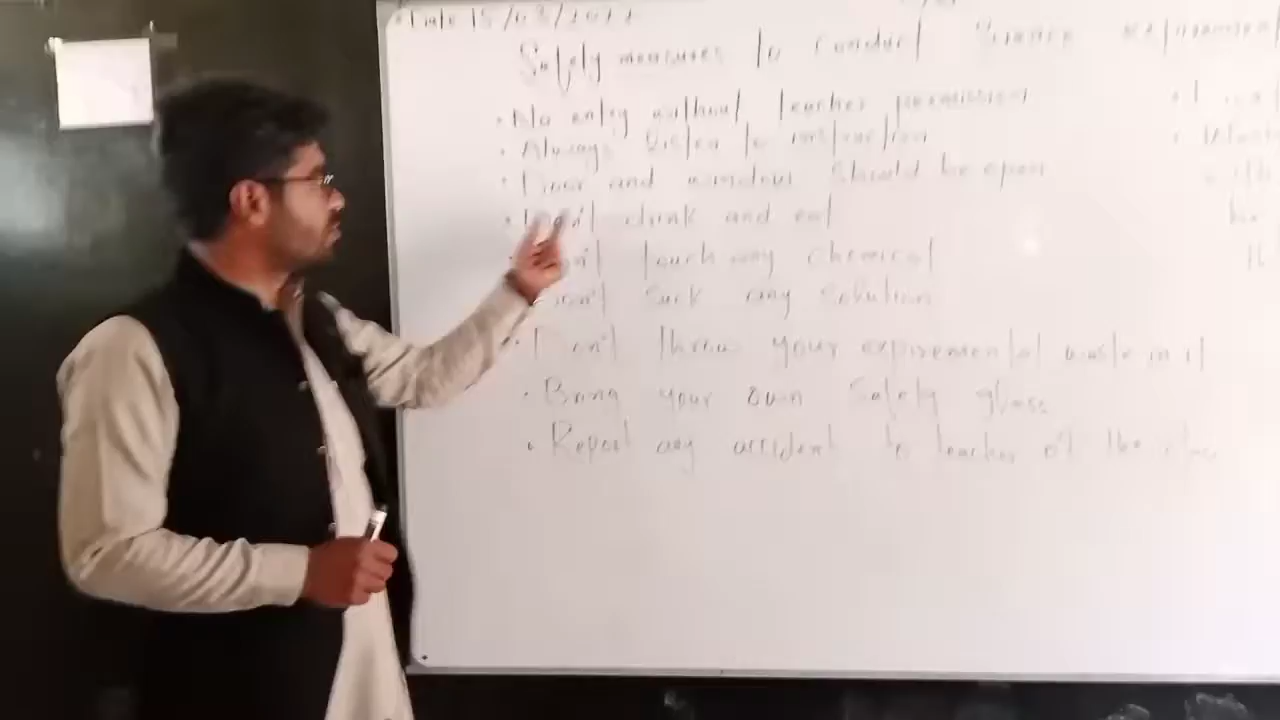 Date 15/03/2022
Safety measures to conduct Science
No entry without teacher permission
Always listen to instruction
Door and windows should be open
Don't drink and eat
Don't touch any chemical
Don't suck any solution
Don't throw your expiremental waste in it
Bring your own safety glass
Report any accident to teacher of the class